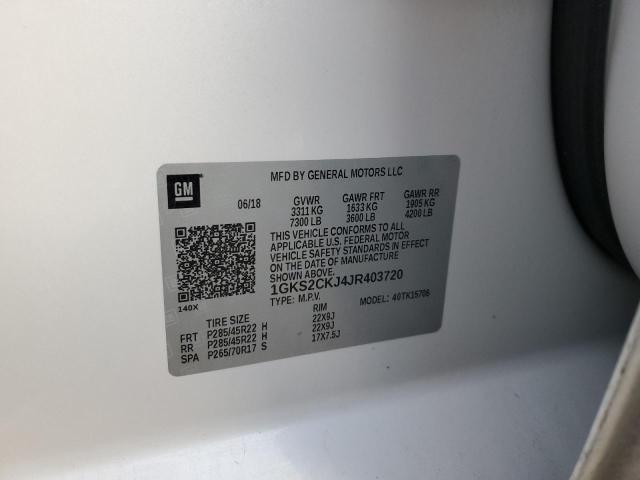 GM
MFD BY GENERAL MOTORS LLC
06/18 GVWR GAWR FRT GAWR RR
3311 KG 1633 KG 1905 KG
7300 LB 3600 LB 4200 LB
THIS VEHICLE CONFORMS TO ALL
APPLICABLE U.S. FEDERAL MOTOR
VEHICLE SAFETY STANDARDS IN EFFECT
ON THE DATE OF MANUFACTURE
SHOWN ABOVE.
1GKS2CKJ4JR403720
140X TYPE: M.P.V. MODEL: 40TK15706
TIRE SIZE RIM
FRT P285/45R22 H 22X9J
RR P285/45R22 H 22X9J
SPA P265/70R17 S 17X7.5J